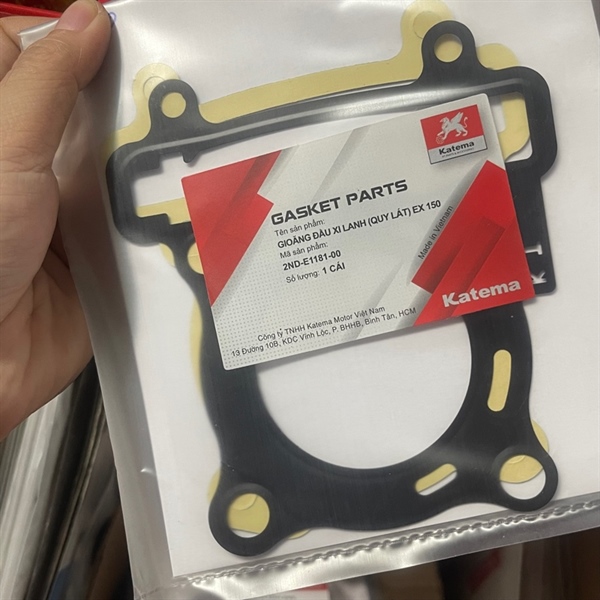 Katema
Katema
GASKET PARTS
Tên sản phẩm:
GIOĂNG ĐẦU XI LANH (QUY LÁT) EX 150
Mã sản phẩm:
2ND-E1181-00
Số lượng: 1 CÁI
Made in Vietnam
Katema
Công ty TNHH Katema Motor Việt Nam
13 Đường 10B, KDC Vĩnh Lộc, P. BHHB, Bình Tân, HCM